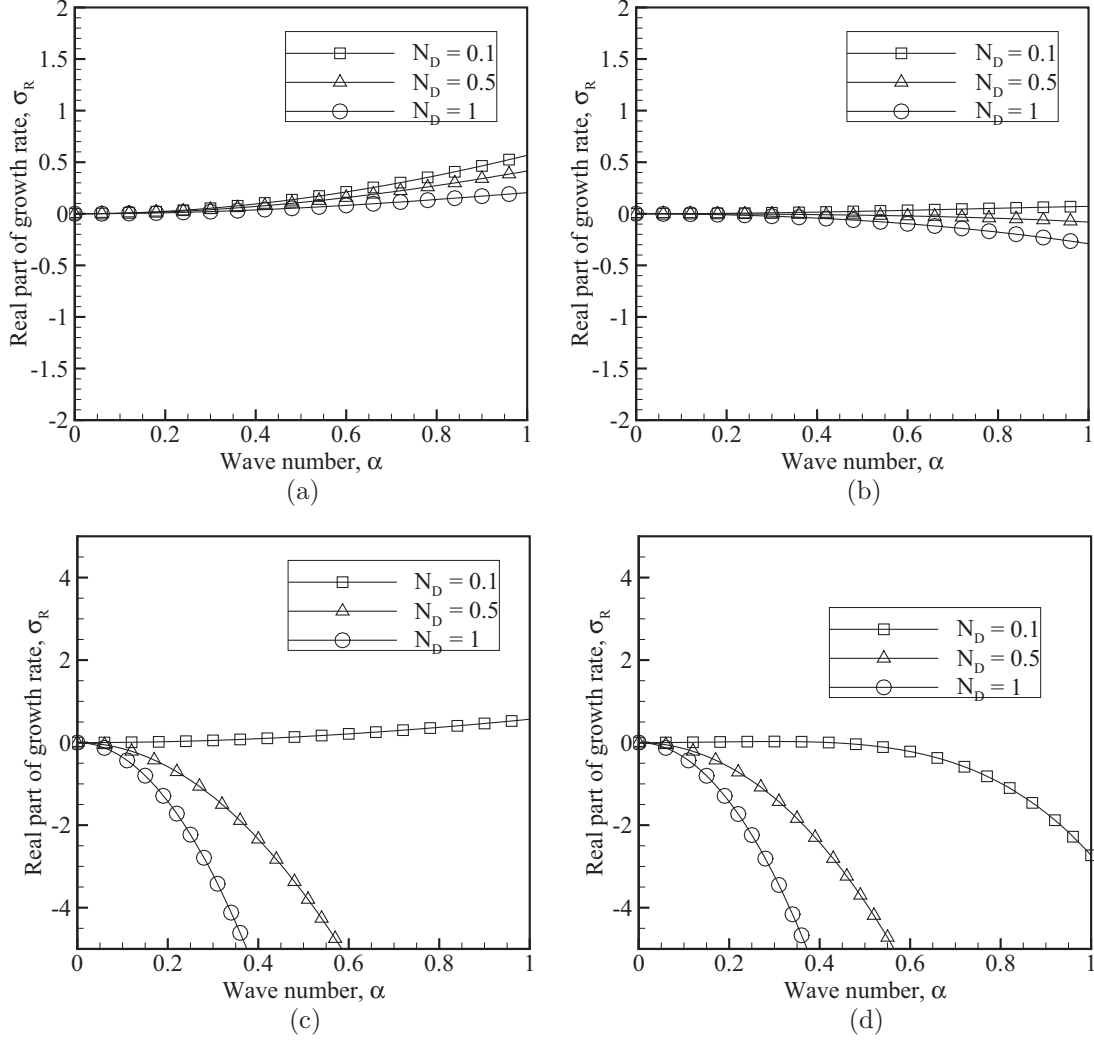 2
1.5
1
0.5
0
-0.5
-1
-1.5
-2
Real part of growth rate, σR
N_D = 0.1
N_D = 0.5
N_D = 1
0 0.2 0.4 0.6 0.8 1
Wave number, α
(a)
2
1.5
1
0.5
0
-0.5
-1
-1.5
-2
Real part of growth rate, σR
N_D = 0.1
N_D = 0.5
N_D = 1
0 0.2 0.4 0.6 0.8 1
Wave number, α
(b)
4
2
0
-2
-4
Real part of growth rate, σR
N_D = 0.1
N_D = 0.5
N_D = 1
0 0.2 0.4 0.6 0.8 1
Wave number, α
(c)
4
2
0
-2
-4
Real part of growth rate, σR
N_D = 0.1
N_D = 0.5
N_D = 1
0 0.2 0.4 0.6 0.8 1
Wave number, α
(d)